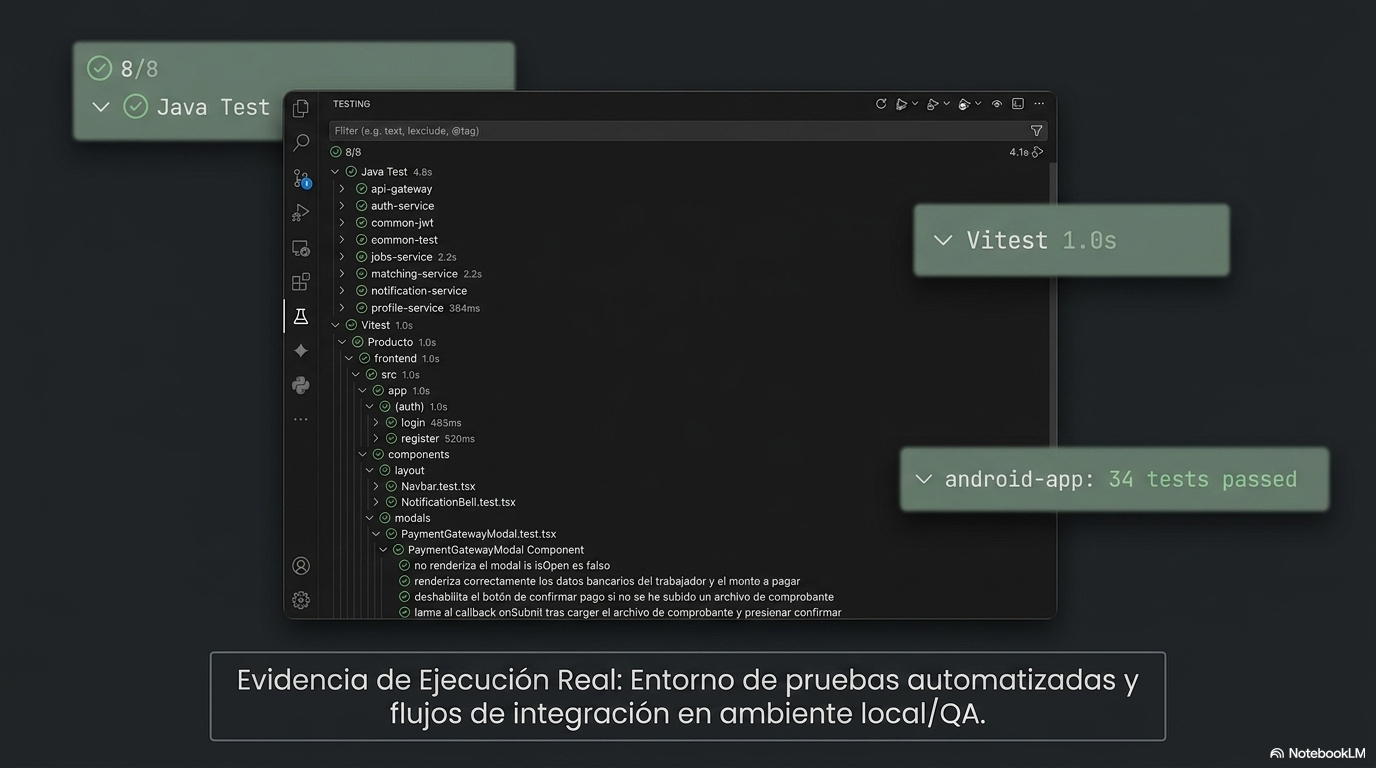 8/8
Java Test
TESTING
Fliter (e.g. text, lexciude, @tag)
8/8
4.1s
Java Test 4.8s
api-gateway
auth-service
common-jwt
common-test
jobs-service 2.2s
matching-service 2.2s
notification-service
profile-service 384ms
Vitest 1.0s
Producto 1.0s
frontend 1.0s
src 1.0s
app 1.0s
(auth) 1.0s
login 485ms
register 520ms
components
layout
Navbar.test.tsx
NotificationBell.test.tsx
modals
PaymentGatewayModal.test.tsx
PaymentGatewayModal Component
no renderiza el modal is isOpen es falso
renderiza correctamente los datos bancarios del trabajador y el monto a pagar
deshabilita el botón de confirmar pago si no se he subido un archivo de comprobante
larme al callback onSubmit tras carger el archivo de comprobante y presienar confirmar
Vitest 1.0s
android-app: 34 tests passed
Evidencia de Ejecución Real: Entorno de pruebas automatizadas y
flujos de integración en ambiente local/QA.
NotebookLM